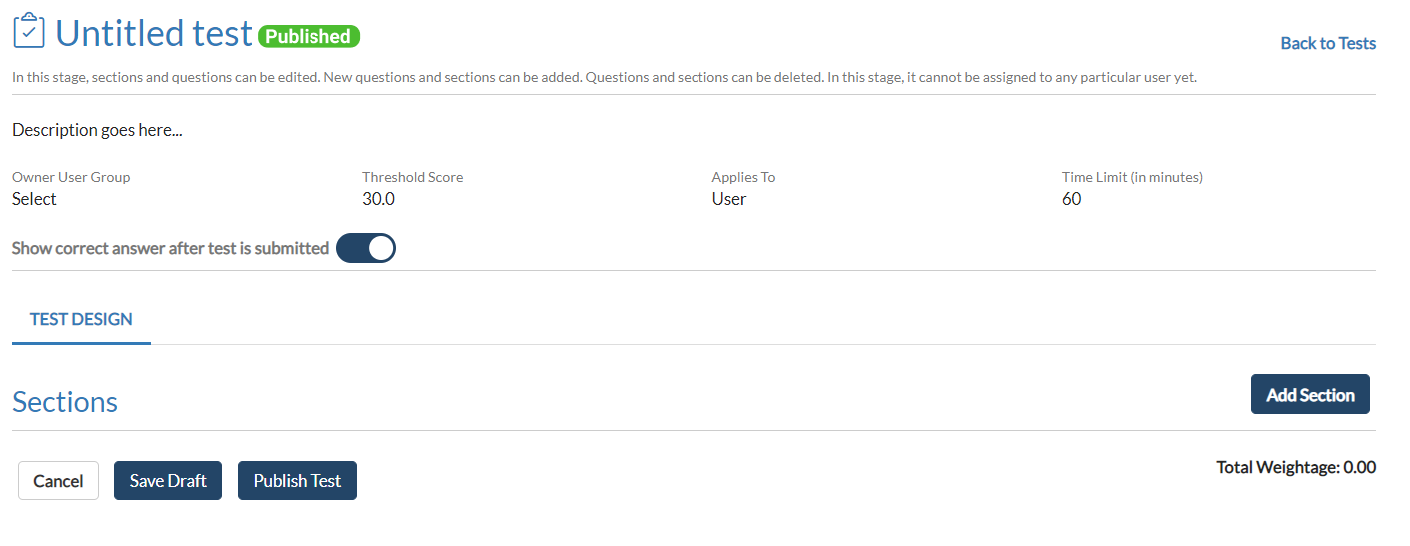 Untitled test Published
Back to Tests
In this stage, sections and questions can be edited. New questions and sections can be added. Questions and sections can be deleted. In this stage, it cannot be assigned to any particular user yet.
Description goes here...
Owner User Group Threshold Score Applies To Time Limit (in minutes)
Select 30.0 User 60
Show correct answer after test is submitted
TEST DESIGN
Sections
Add Section
Cancel Save Draft Publish Test Total Weightage: 0.00